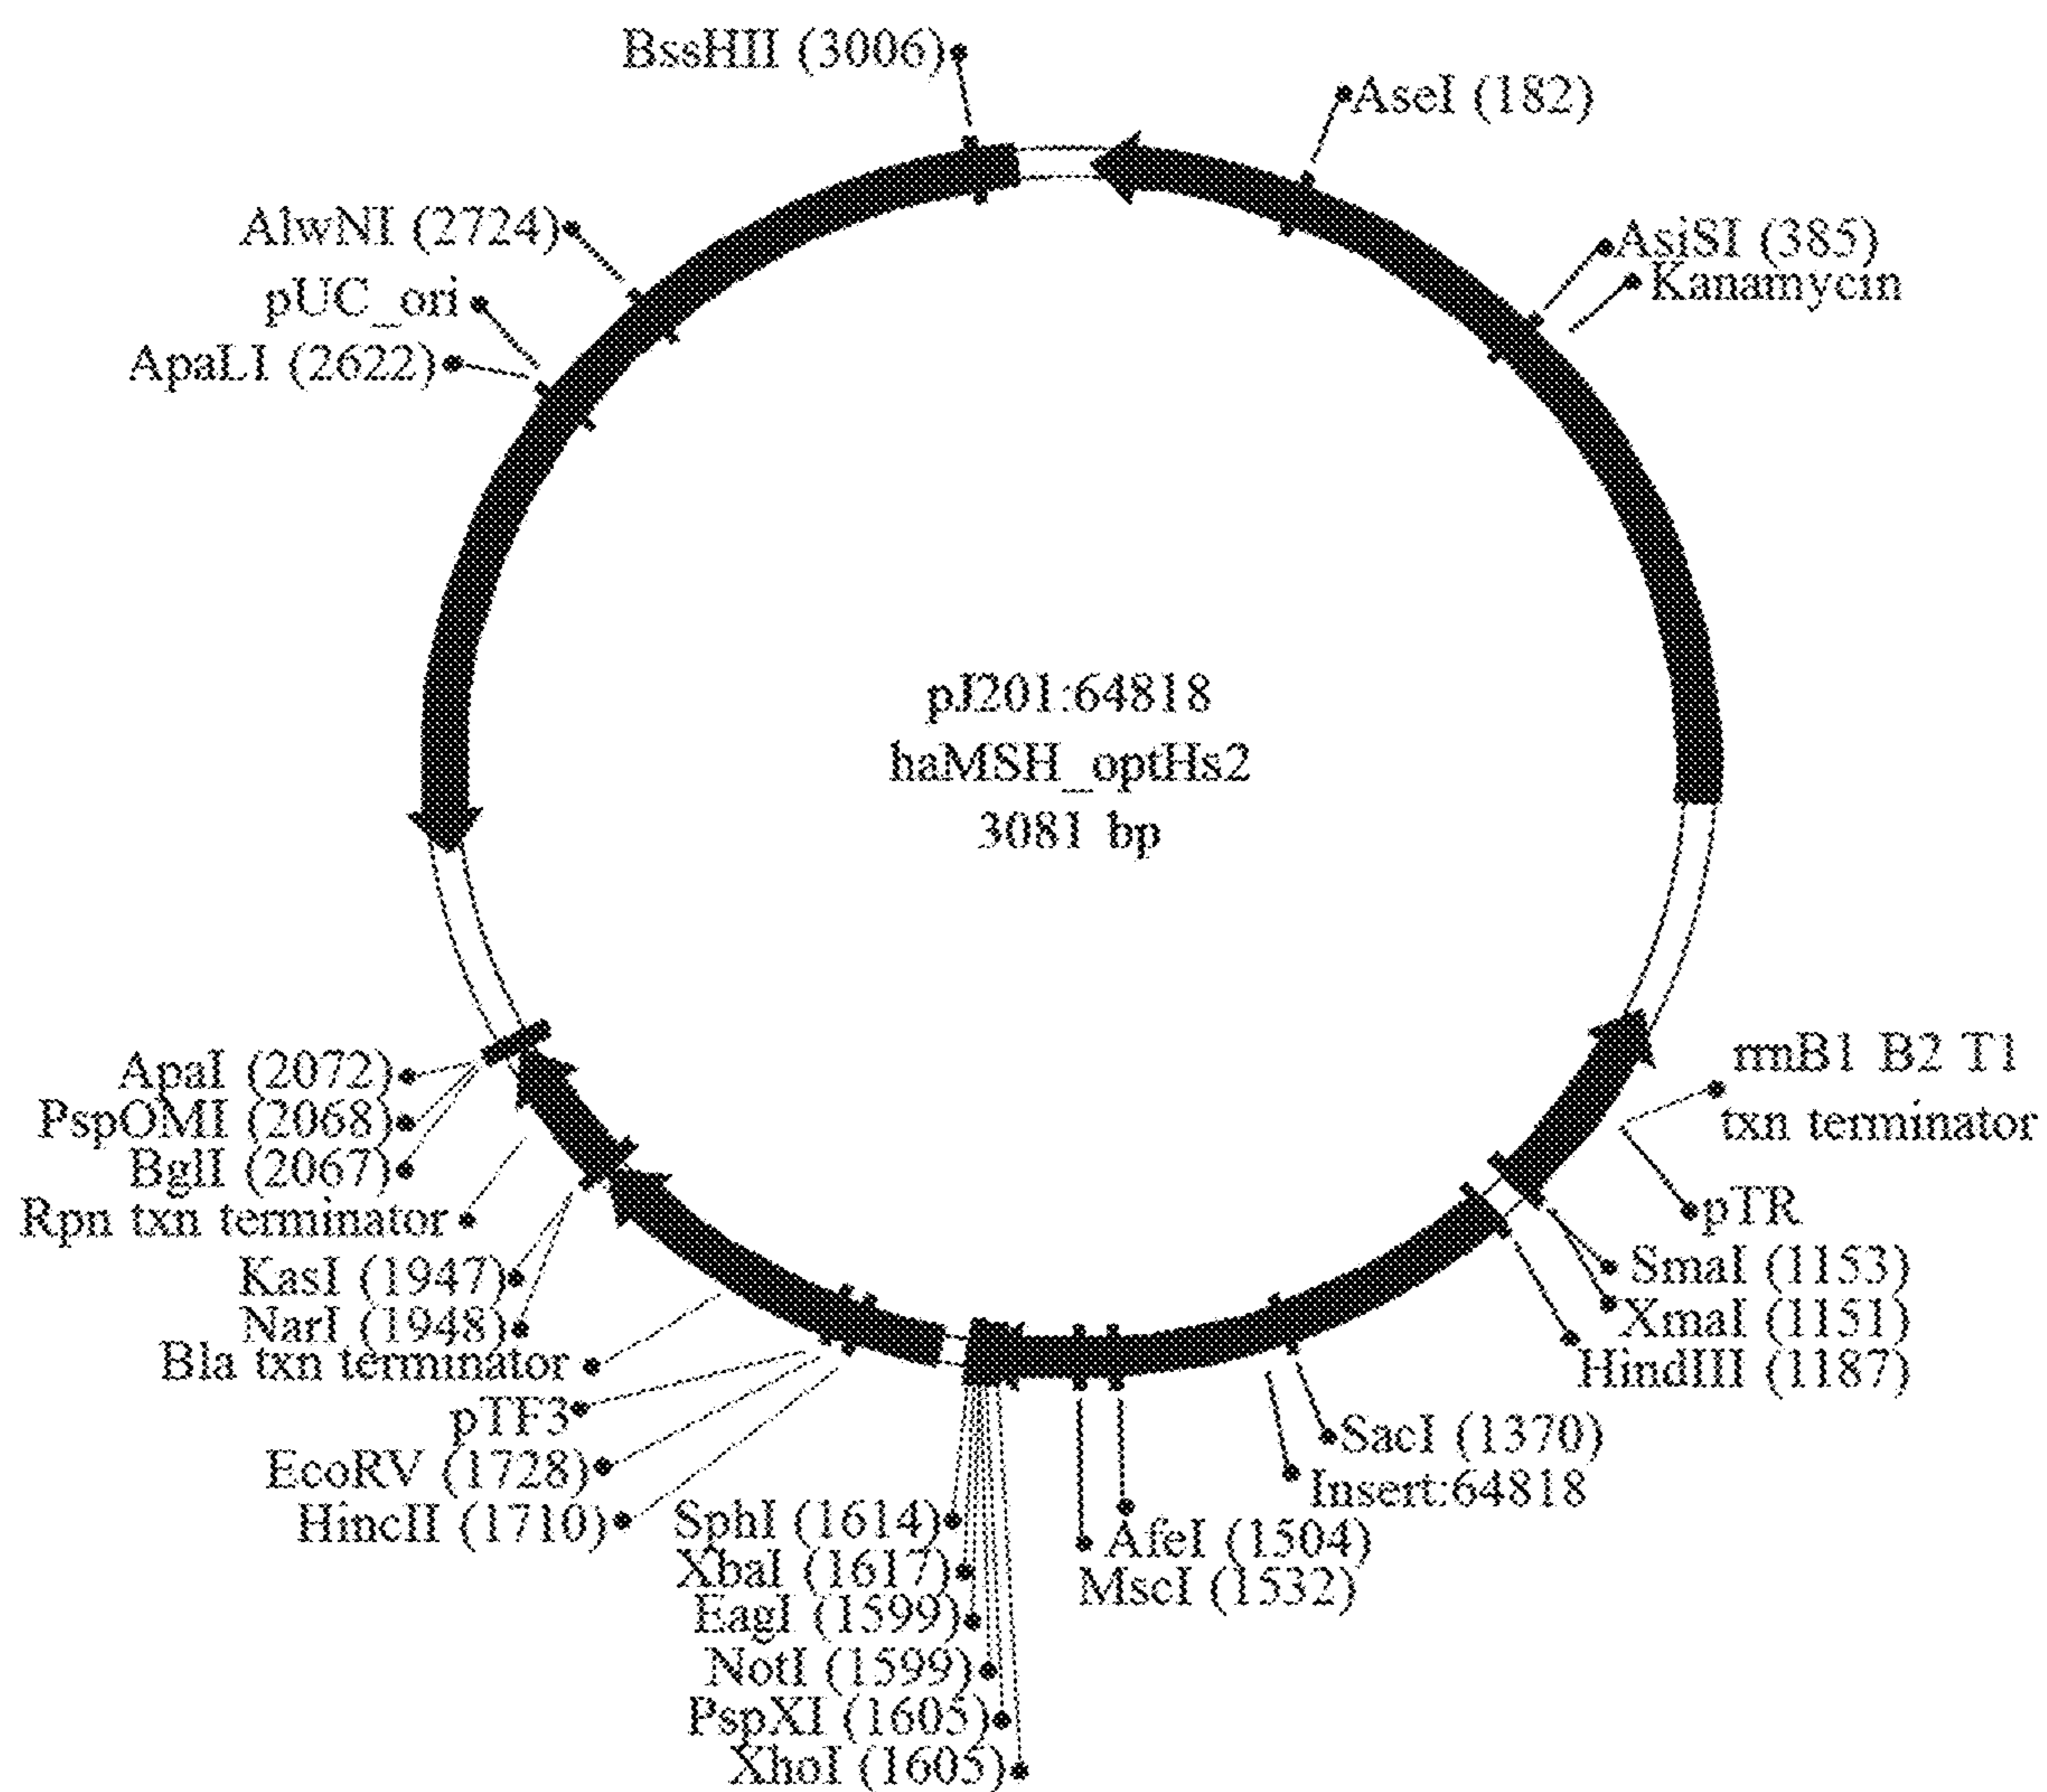 BssHII (3006)
AseI (182)
AlwNI (2724)
AsiSI (385)
pUC_ori
Kanamycin
ApaLI (2622)
pJ201:64818
haMSH_optHs2
3081 bp
ApaI (2072)
rrnB1 B2 T1
txn terminator
PspOMI (2068)
BglI (2067)
Rpn txn terminator
pTR
KasI (1947)
SmaI (1153)
NarI (1948)
XmaI (1151)
Bla txn terminator
HindIII (1187)
pTF3
SacI (1370)
EcoRV (1728)
Insert:64818
HincII (1710)
SphI (1614)
AfeI (1504)
XbaI (1617)
MscI (1532)
EagI (1599)
NotI (1599)
PspXI (1605)
XhoI (1605)